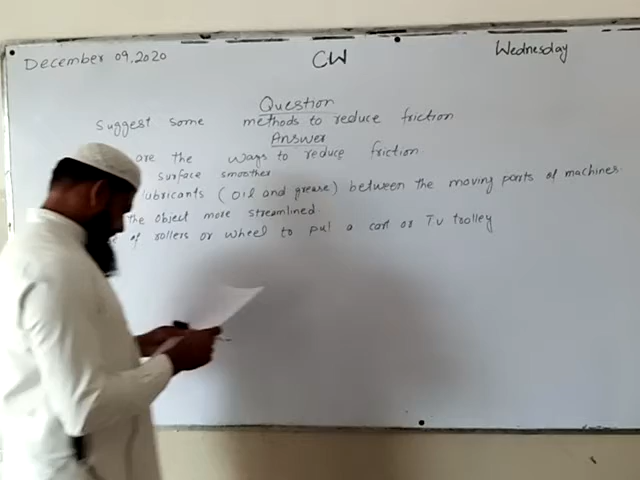 December 09.2020 CW Wednesday
Question
Suggest some methods to reduce friction
Answer
are the ways to reduce friction
surface smoother
ubricants (oil and grease) between the moving parts of machines.
the object more streamlined
of rollers or wheel to pul a cart or Tv trolley